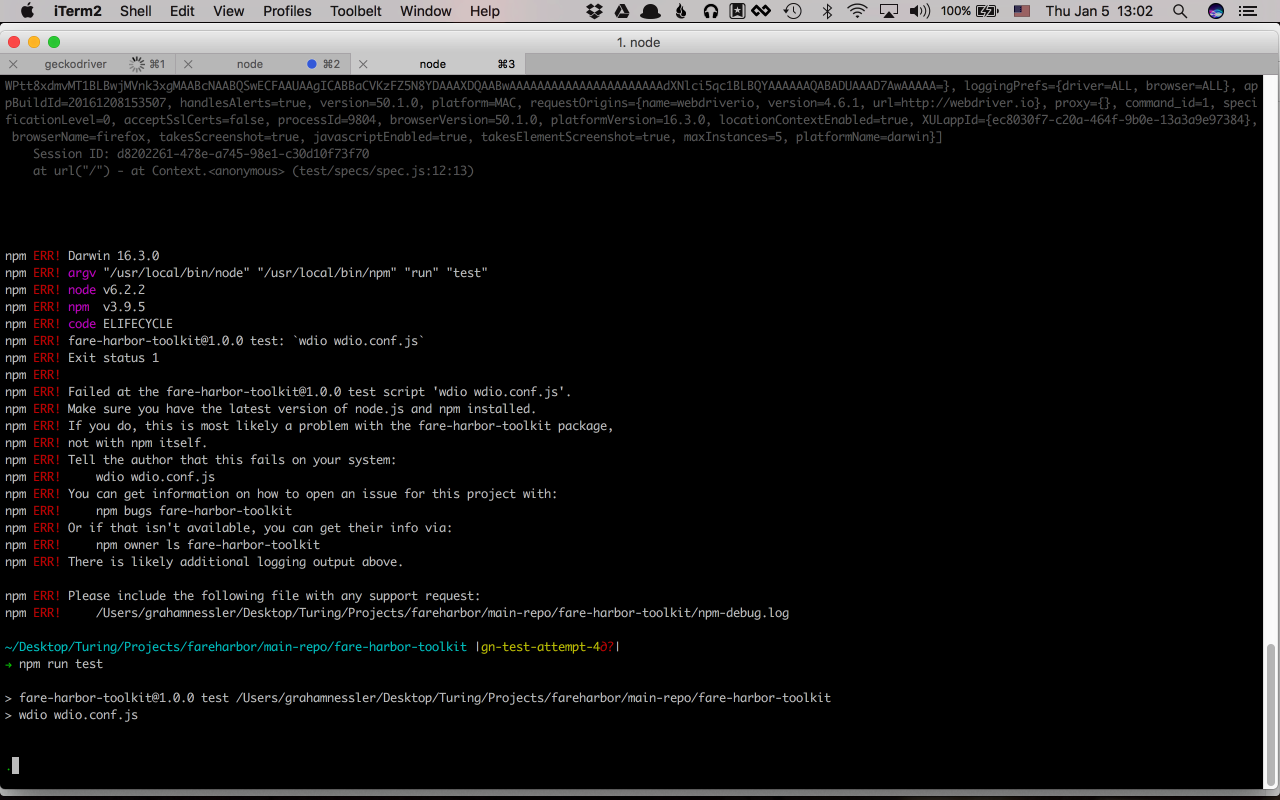 iTerm2 Shell Edit View Profiles Toolbelt Window Help 100% Thu Jan 5 13:02
1. node
geckodriver ⌘1 node ⌘2 node ⌘3
WPtt8xdmvMT1BLBwjMVnk3xgMAABcNAABQSwECFAAUAAgICABBaCVKzFZ5N8YDAAAXDQAABwAAAAAAAAAAAAAAAAAAAAAAdXNlci5qc1BLBQYAAAAAAQABADUAAAD7AwAAAAA=}, loggingPrefs={driver=ALL, browser=ALL}, ap
pBuildId=20161208153507, handlesAlerts=true, version=50.1.0, platform=MAC, requestOrigins={name=webdriverio, version=4.6.1, url=http://webdriver.io}, proxy={}, command_id=1, speci
ficationLevel=0, acceptSslCerts=false, processId=9804, browserVersion=50.1.0, platformVersion=16.3.0, locationContextEnabled=true, XULappId={ec8030f7-c20a-464f-9b0e-13a3a9e97384},
browserName=firefox, takesScreenshot=true, javascriptEnabled=true, takesElementScreenshot=true, maxInstances=5, platformName=darwin}]
Session ID: d8202261-478e-a745-98e1-c30d10f73f70
at url("/") - at Context.<anonymous> (test/specs/spec.js:12:13)
npm ERR! Darwin 16.3.0
npm ERR! argv "/usr/local/bin/node" "/usr/local/bin/npm" "run" "test"
npm ERR! node v6.2.2
npm ERR! npm  v3.9.5
npm ERR! code ELIFECYCLE
npm ERR! fare-harbor-toolkit@1.0.0 test: `wdio wdio.conf.js`
npm ERR! Exit status 1
npm ERR!
npm ERR! Failed at the fare-harbor-toolkit@1.0.0 test script 'wdio wdio.conf.js'.
npm ERR! Make sure you have the latest version of node.js and npm installed.
npm ERR! If you do, this is most likely a problem with the fare-harbor-toolkit package,
npm ERR! not with npm itself.
npm ERR! Tell the author that this fails on your system:
npm ERR!     wdio wdio.conf.js
npm ERR! You can get information on how to open an issue for this project with:
npm ERR!     npm bugs fare-harbor-toolkit
npm ERR! Or if that isn't available, you can get their info via:
npm ERR!     npm owner ls fare-harbor-toolkit
npm ERR! There is likely additional logging output above.
npm ERR! Please include the following file with any support request:
npm ERR!     /Users/grahamnessler/Desktop/Turing/Projects/fareharbor/main-repo/fare-harbor-toolkit/npm-debug.log
~/Desktop/Turing/Projects/fareharbor/main-repo/fare-harbor-toolkit |gn-test-attempt-4⚡?|
→ npm run test
> fare-harbor-toolkit@1.0.0 test /Users/grahamnessler/Desktop/Turing/Projects/fareharbor/main-repo/fare-harbor-toolkit
> wdio wdio.conf.js
.